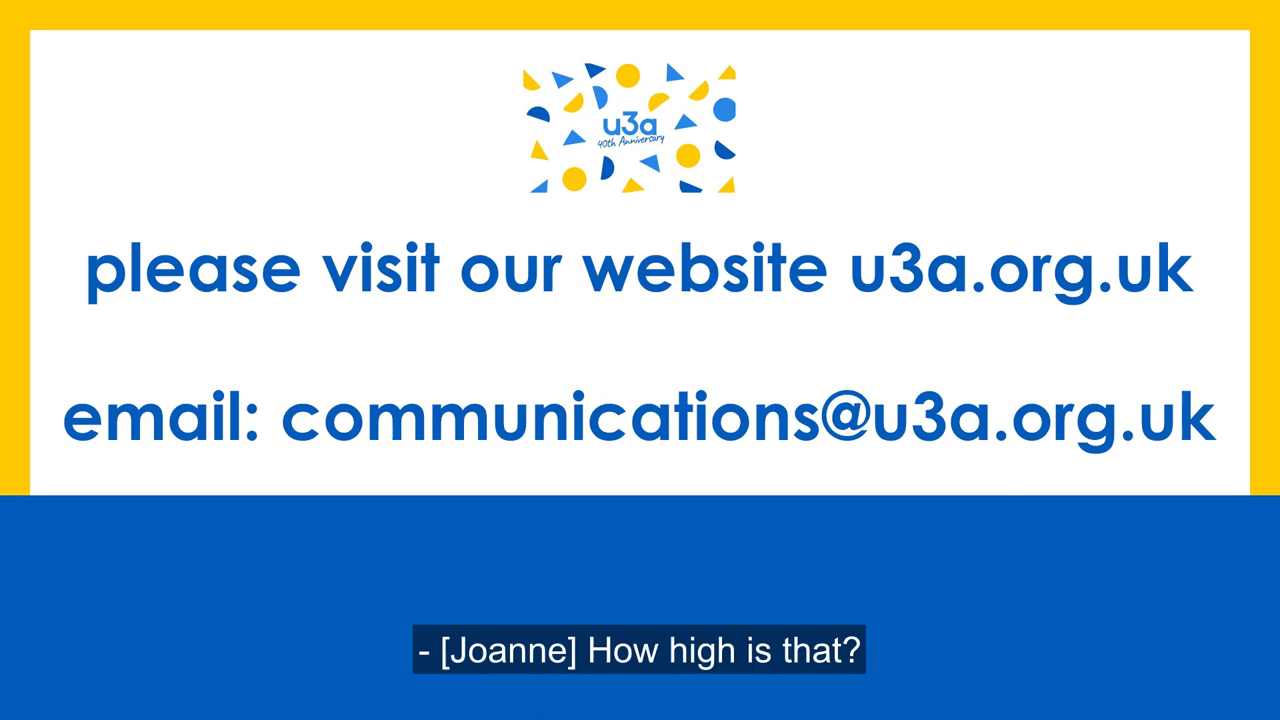 u3a
40th Anniversary
please visit our website u3a.org.uk
email: communications@u3a.org.uk
- [Joanne] How high is that?